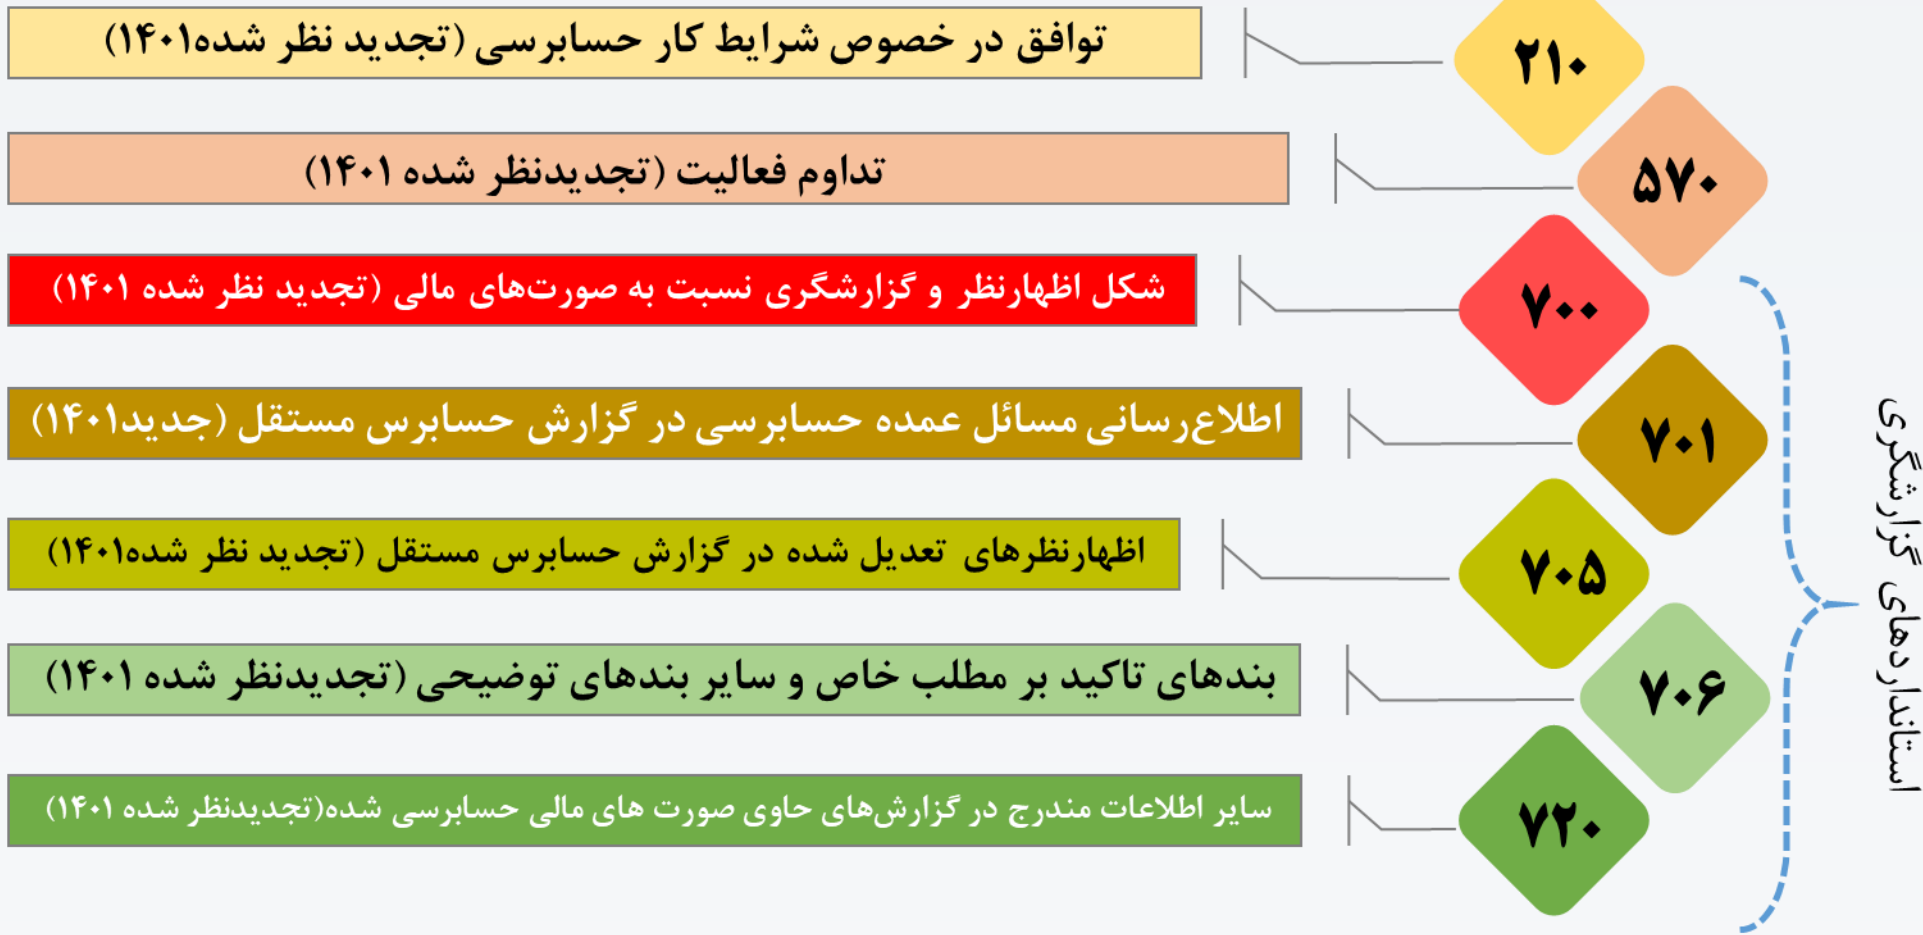 ۲۱۰
توافق در خصوص شرایط کار حسابرسی (تجدید نظر شده۱۴۰۱)
۵۷۰
تداوم فعالیت (تجدیدنظر شده ۱۴۰۱)
۷۰۰
شکل اظهارنظر و گزارشگری نسبت به صورت‌های مالی (تجدید نظر شده ۱۴۰۱)
۷۰۱
اطلاع‌رسانی مسائل عمده حسابرسی در گزارش حسابرس مستقل (جدید۱۴۰۱)
۷۰۵
اظهارنظرهای تعدیل شده در گزارش حسابرس مستقل (تجدید نظر شده۱۴۰۱)
۷۰۶
بندهای تاکید بر مطلب خاص و سایر بندهای توضیحی (تجدیدنظر شده ۱۴۰۱)
۷۲۰
سایر اطلاعات مندرج در گزارش‌های حاوی صورت های مالی حسابرسی شده(تجدیدنظر شده ۱۴۰۱)
استانداردهای گزارشگری